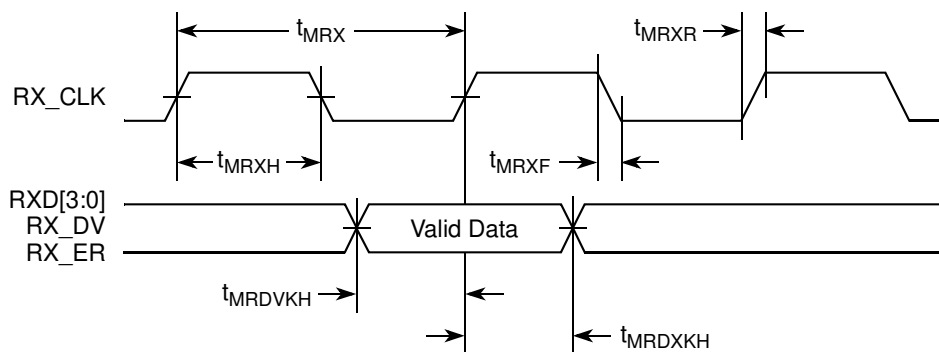 tMRX
tMRXR
RX_CLK
tMRXH
tMRXF
RXD[3:0]
RX_DV
RX_ER
Valid Data
tMRDVKH
tMRDXKH